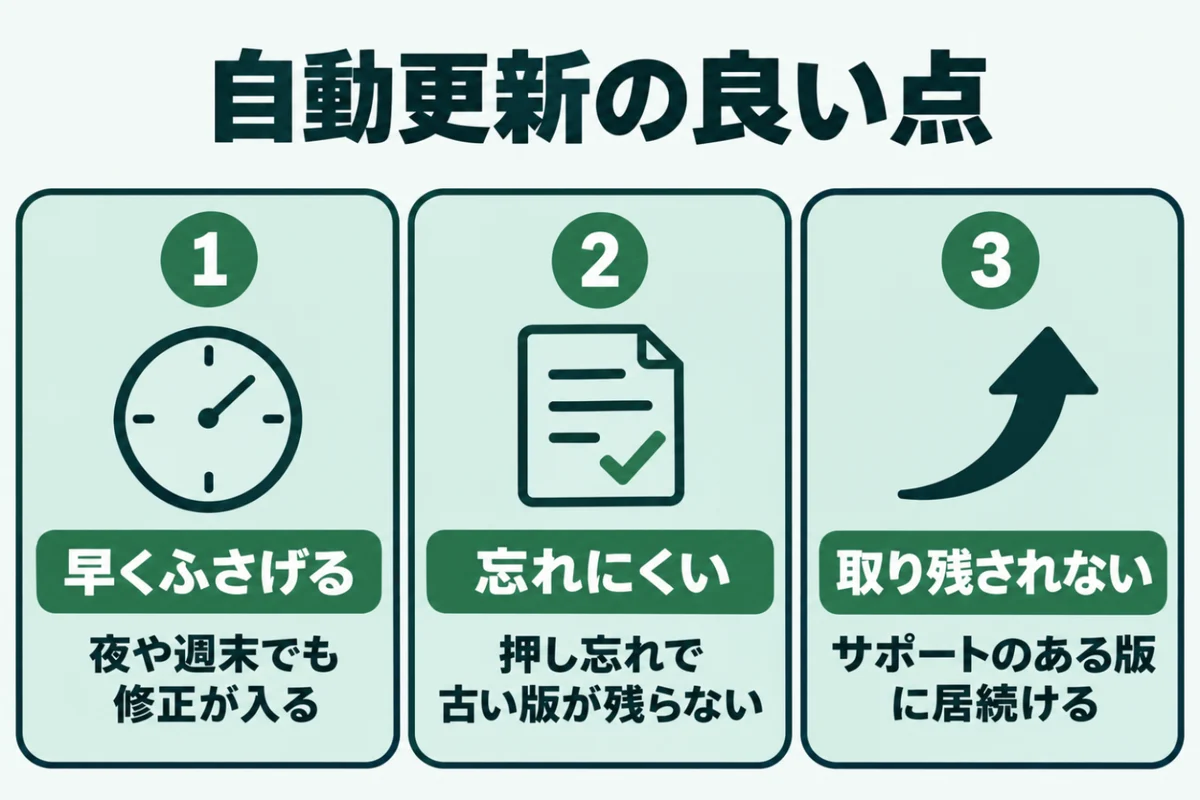 自動更新の良い点
1
早くふさげる
夜や週末でも
修正が入る
2
忘れにくい
押し忘れで
古い版が残らない
3
取り残されない
サポートのある版
に居続ける